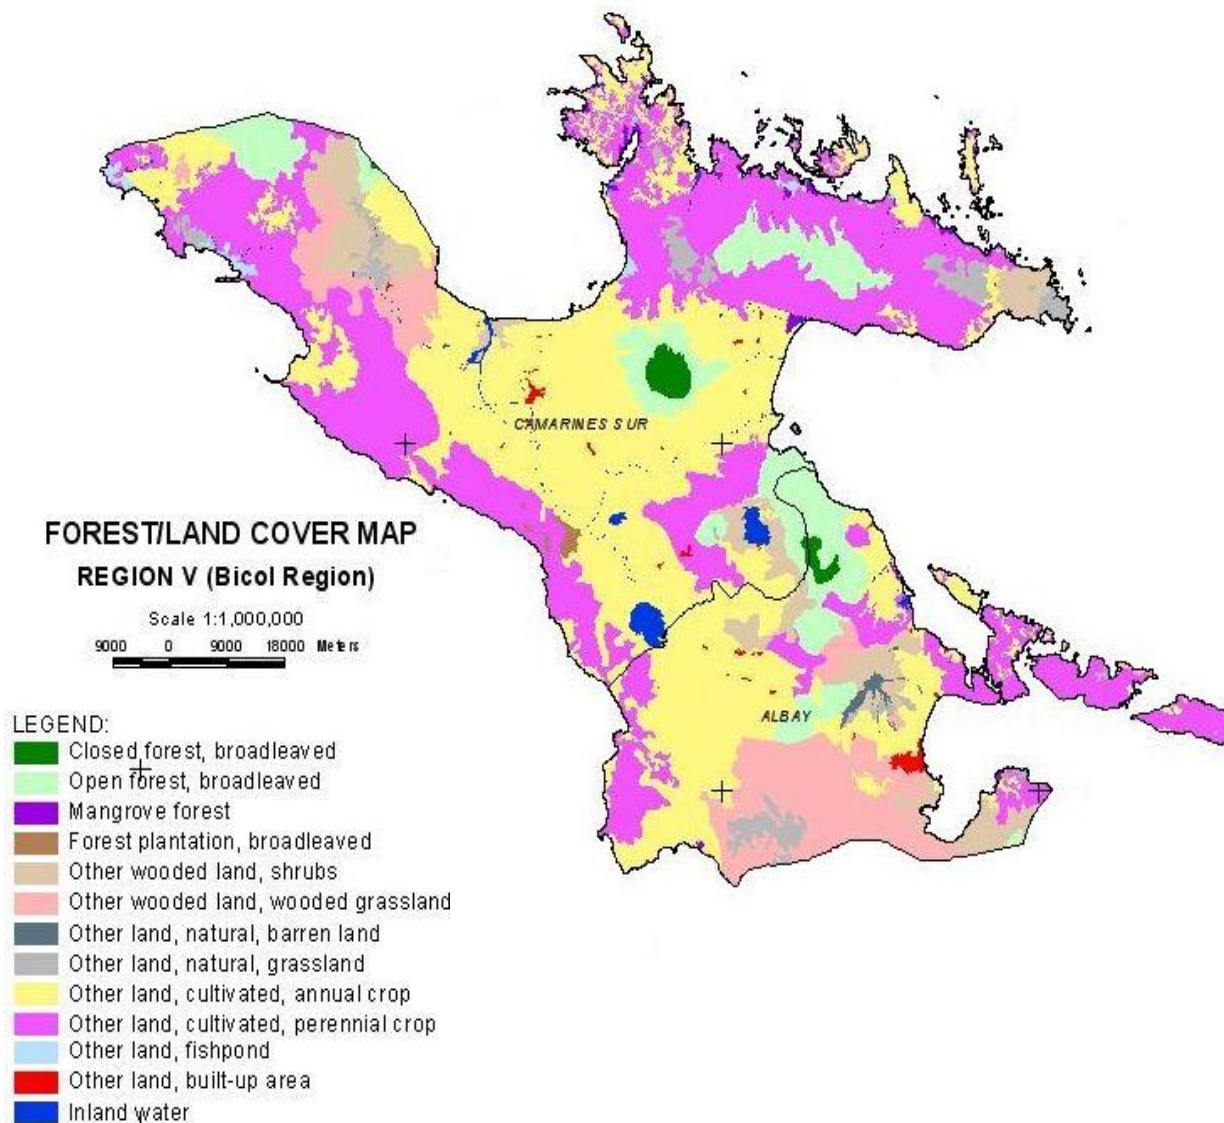 CAMARINES SUR
FOREST/LAND COVER MAP
REGION V (Bicol Region)
Scale 1:1,000,000
9000 0 9000 18000 Meters
ALBAY
LEGEND:
Closed forest, broadleaved
Open forest, broadleaved
Mangrove forest
Forest plantation, broadleaved
Other wooded land, shrubs
Other wooded land, wooded grassland
Other land, natural, barren land
Other land, natural, grassland
Other land, cultivated, annual crop
Other land, cultivated, perennial crop
Other land, fishpond
Other land, built-up area
Inland water